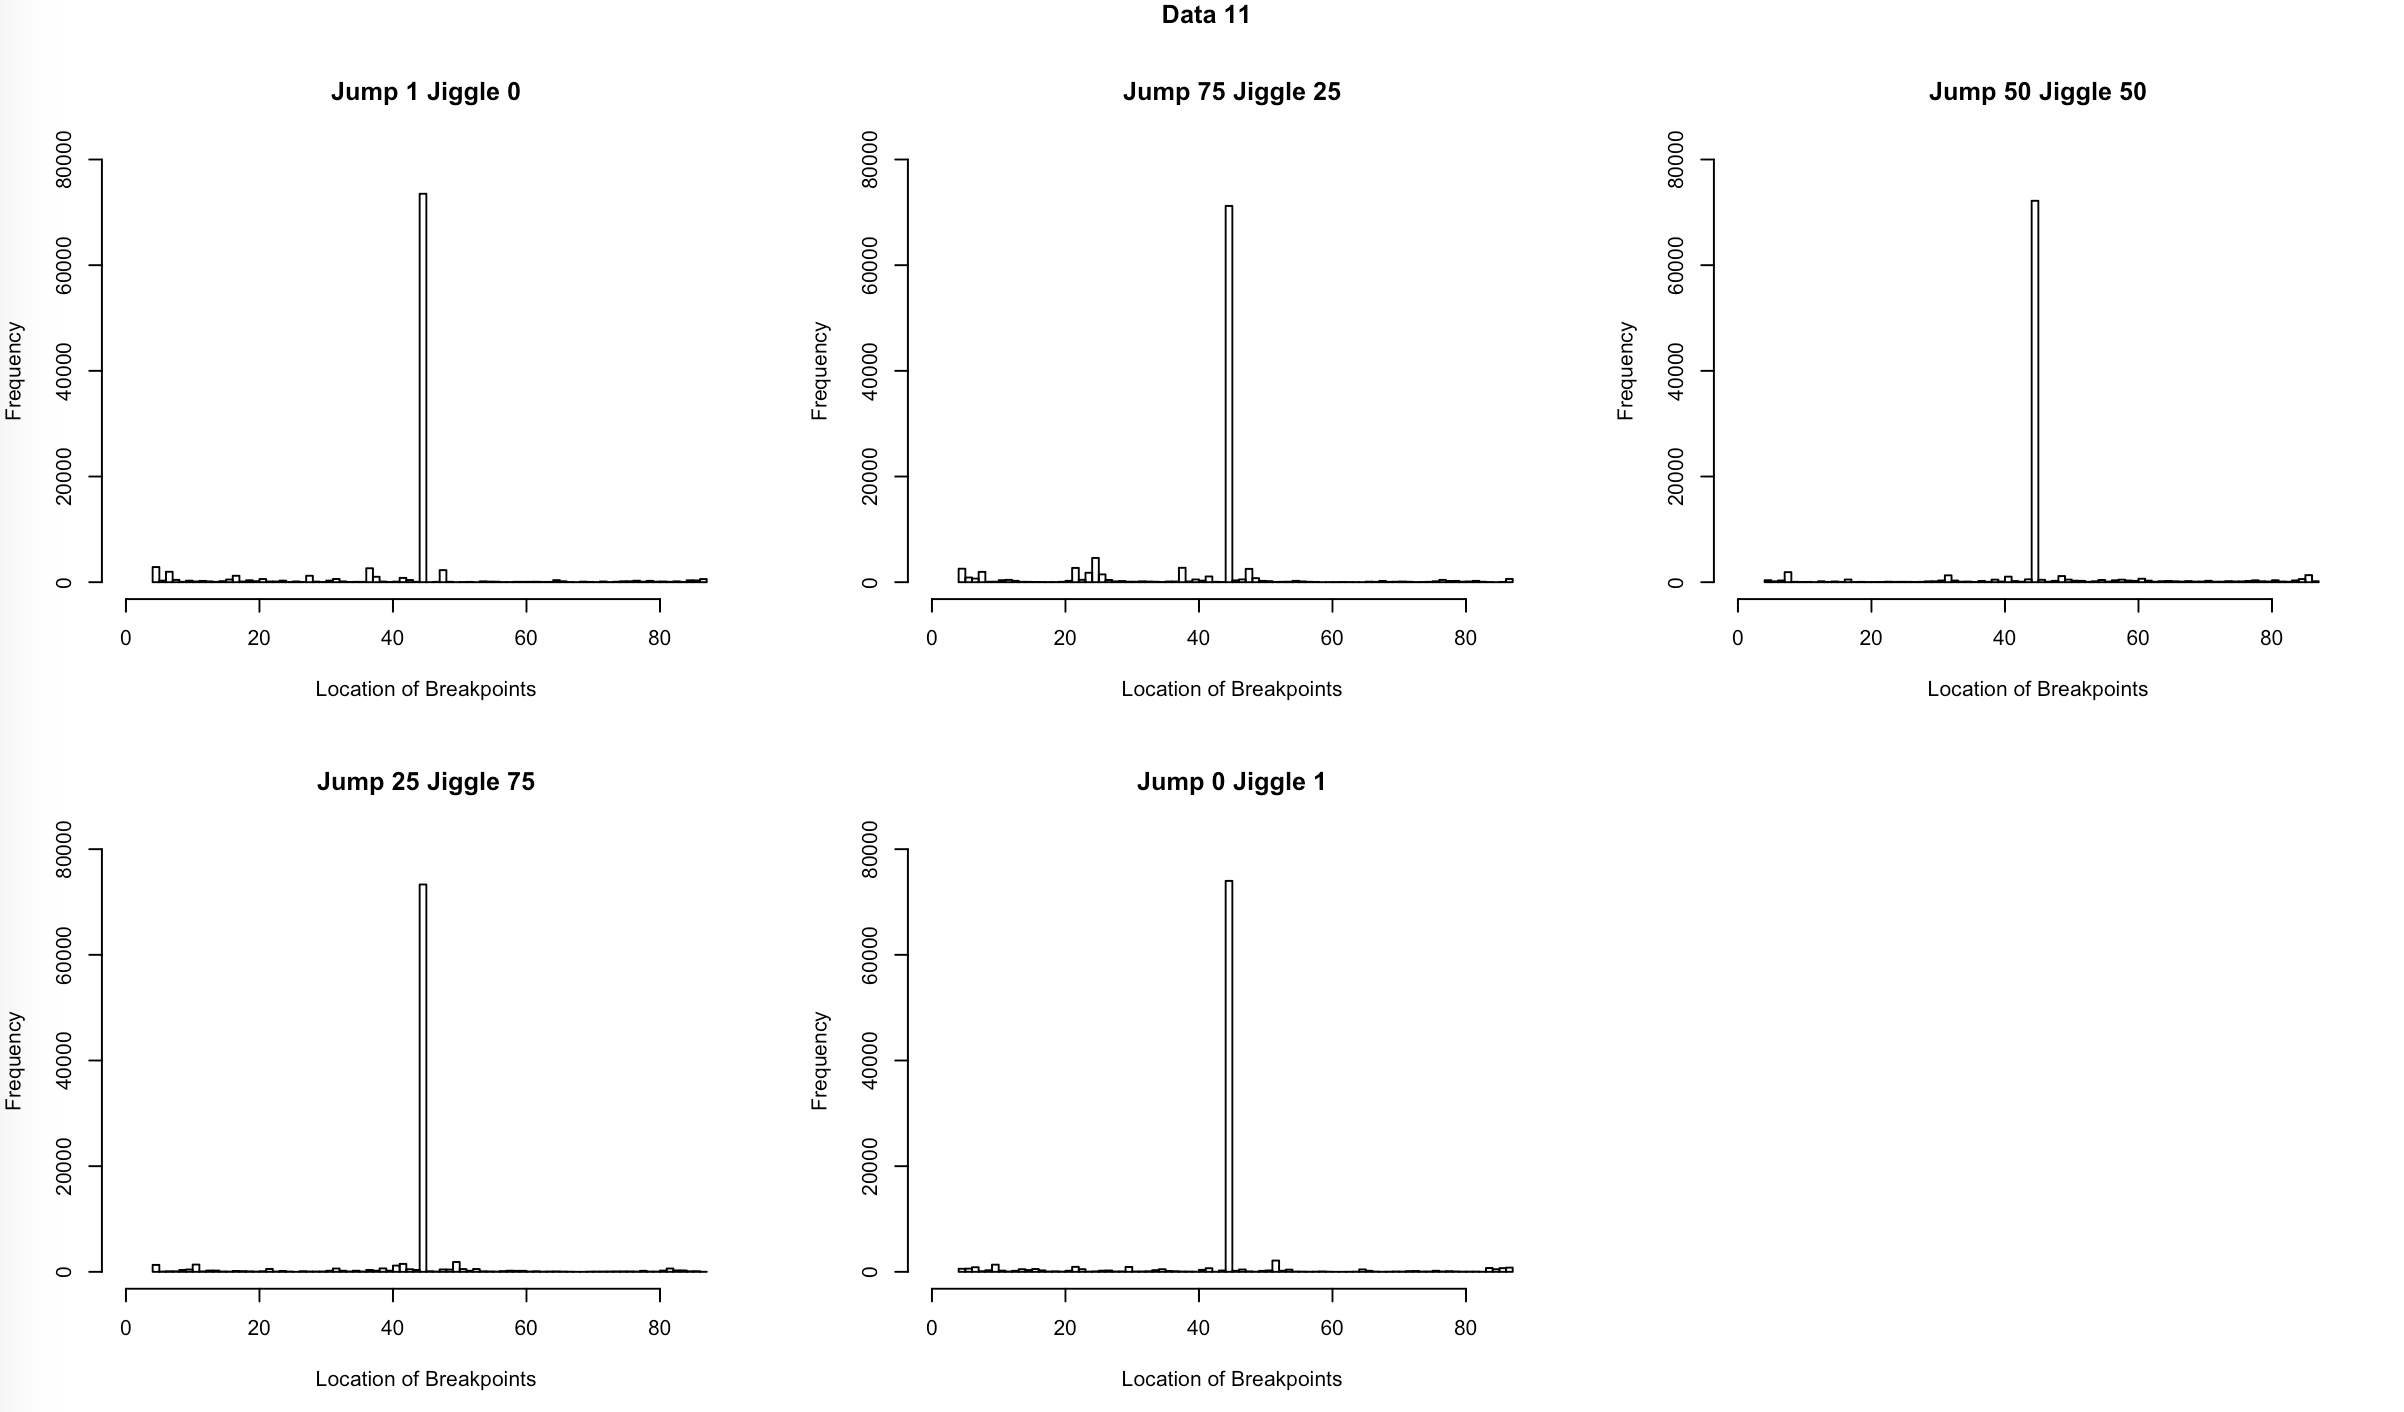 Data 11
Jump 1 Jiggle 0
Frequency
80000
60000
40000
20000
0
0 20 40 60 80
Location of Breakpoints
Jump 75 Jiggle 25
Frequency
80000
60000
40000
20000
0
0 20 40 60 80
Location of Breakpoints
Jump 50 Jiggle 50
Frequency
80000
60000
40000
20000
0
0 20 40 60 80
Location of Breakpoints
Jump 25 Jiggle 75
Frequency
80000
60000
40000
20000
0
0 20 40 60 80
Location of Breakpoints
Jump 0 Jiggle 1
Frequency
80000
60000
40000
20000
0
0 20 40 60 80
Location of Breakpoints